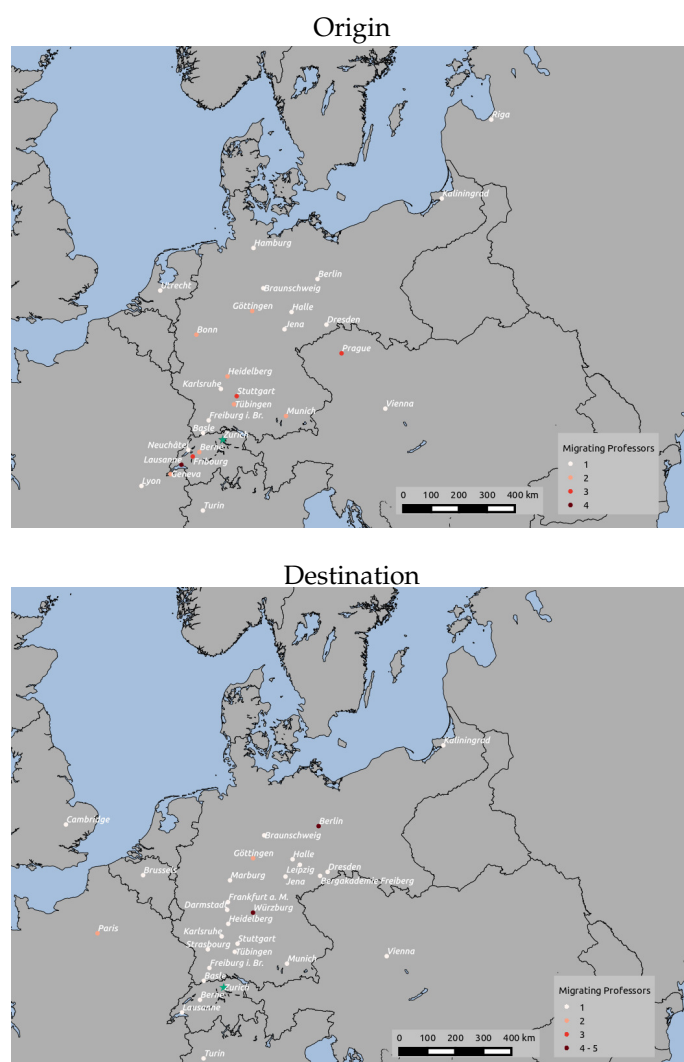 Origin
Riga
Kaliningrad
Hamburg
Berlin
Utrecht
Braunschweig
Göttingen
Halle
Jena
Dresden
Bonn
Prague
Heidelberg
Karlsruhe
Stuttgart
Tübingen
Vienna
Freiburg i. Br.
Munich
Basle
Zurich
Neuchâtel
Berne
Lausanne
Fribourg
Geneva
Lyon
Turin
Migrating Professors
1
2
3
4
0 100 200 300 400 km
Destination
Kaliningrad
Cambridge
Berlin
Braunschweig
Göttingen
Halle
Brussels
Marburg
Leipzig
Dresden
Jena
Bergakademie Freiberg
Frankfurt a. M.
Darmstadt
Würzburg
Heidelberg
Paris
Karlsruhe
Stuttgart
Strasbourg
Tübingen
Vienna
Freiburg i. Br.
Munich
Basle
Zurich
Berne
Lausanne
Turin
Migrating Professors
1
2
3
4 - 5
0 100 200 300 400 km